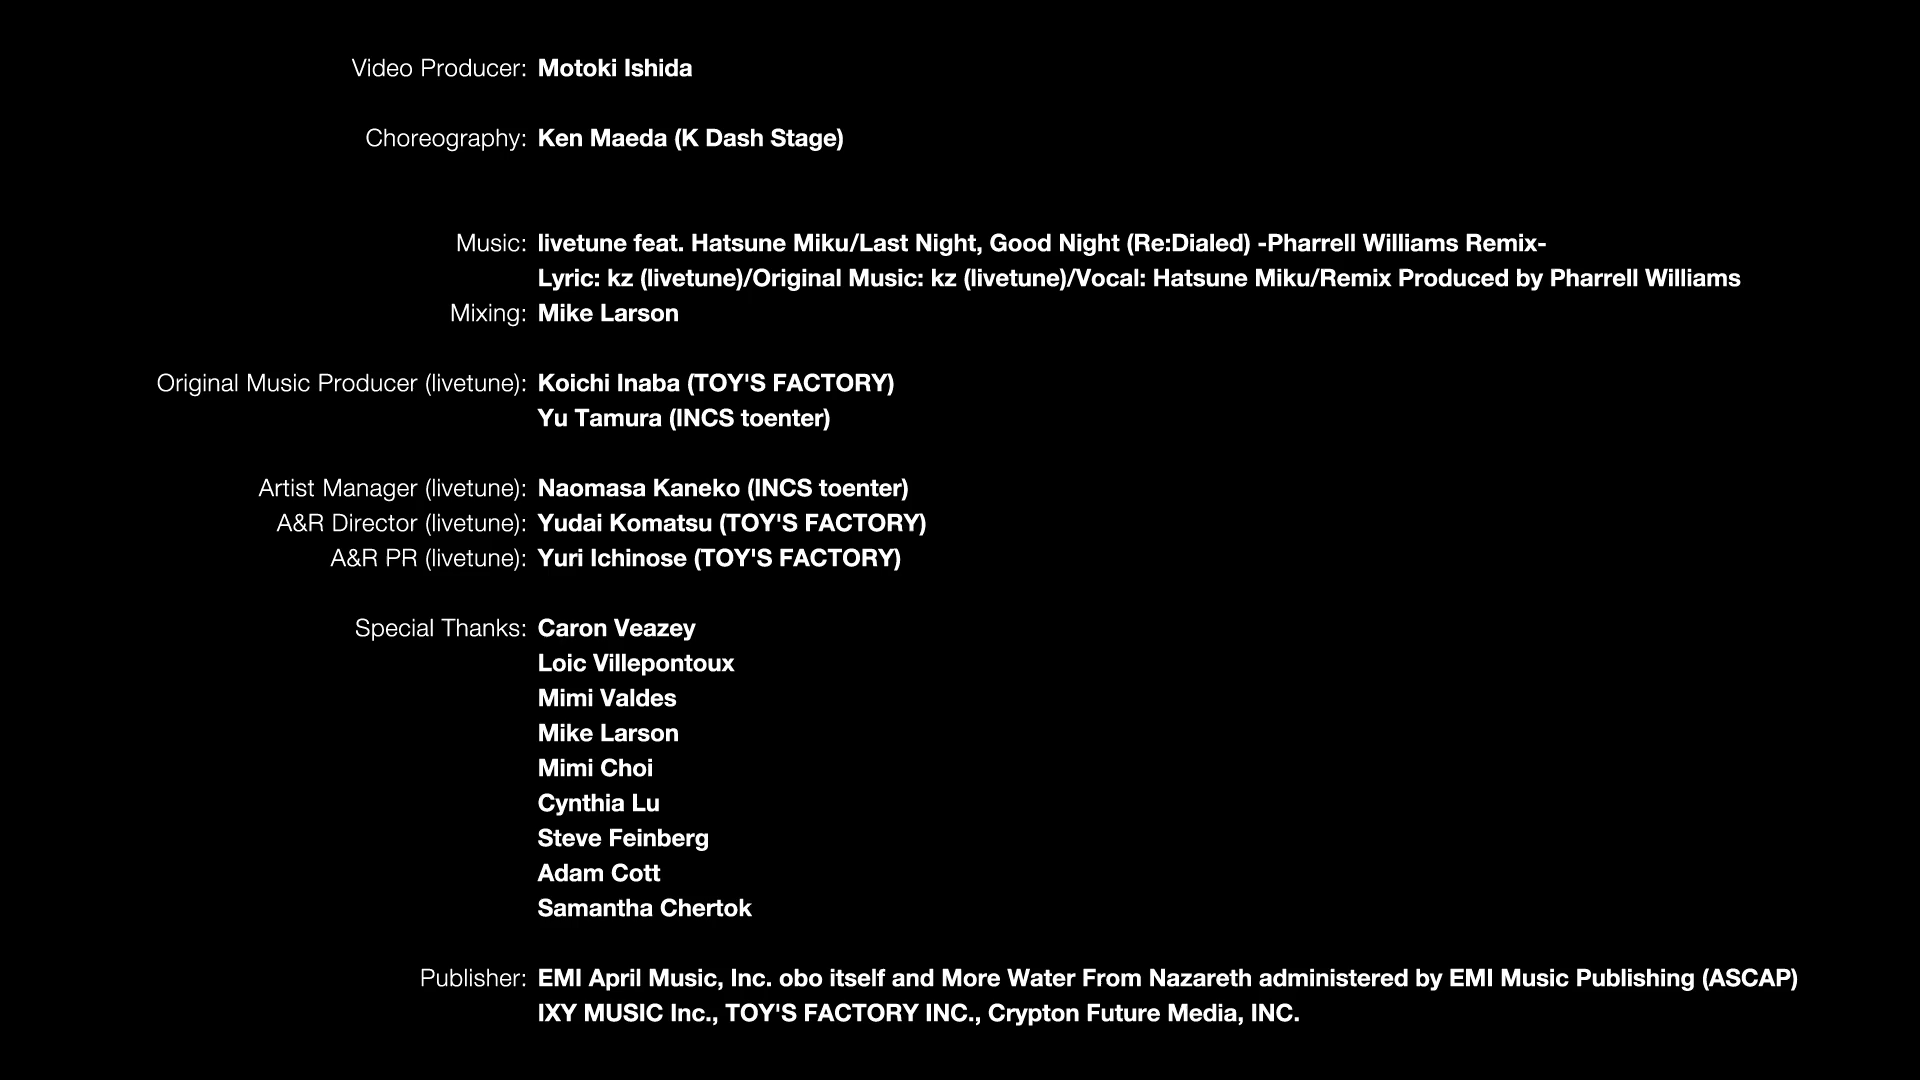 Video Producer: Motoki Ishida
Choreography: Ken Maeda (K Dash Stage)
Music: livetune feat. Hatsune Miku/Last Night, Good Night (Re:Dialed) -Pharrell Williams Remix-
Lyric: kz (livetune)/Original Music: kz (livetune)/Vocal: Hatsune Miku/Remix Produced by Pharrell Williams
Mixing: Mike Larson
Original Music Producer (livetune): Koichi Inaba (TOY'S FACTORY)
Yu Tamura (INCS toenter)
Artist Manager (livetune): Naomasa Kaneko (INCS toenter)
A&R Director (livetune): Yudai Komatsu (TOY'S FACTORY)
A&R PR (livetune): Yuri Ichinose (TOY'S FACTORY)
Special Thanks: Caron Veazey
Loic Villepontoux
Mimi Valdes
Mike Larson
Mimi Choi
Cynthia Lu
Steve Feinberg
Adam Cott
Samantha Chertok
Publisher: EMI April Music, Inc. obo itself and More Water From Nazareth administered by EMI Music Publishing (ASCAP)
IXY MUSIC Inc., TOY'S FACTORY INC., Crypton Future Media, INC.